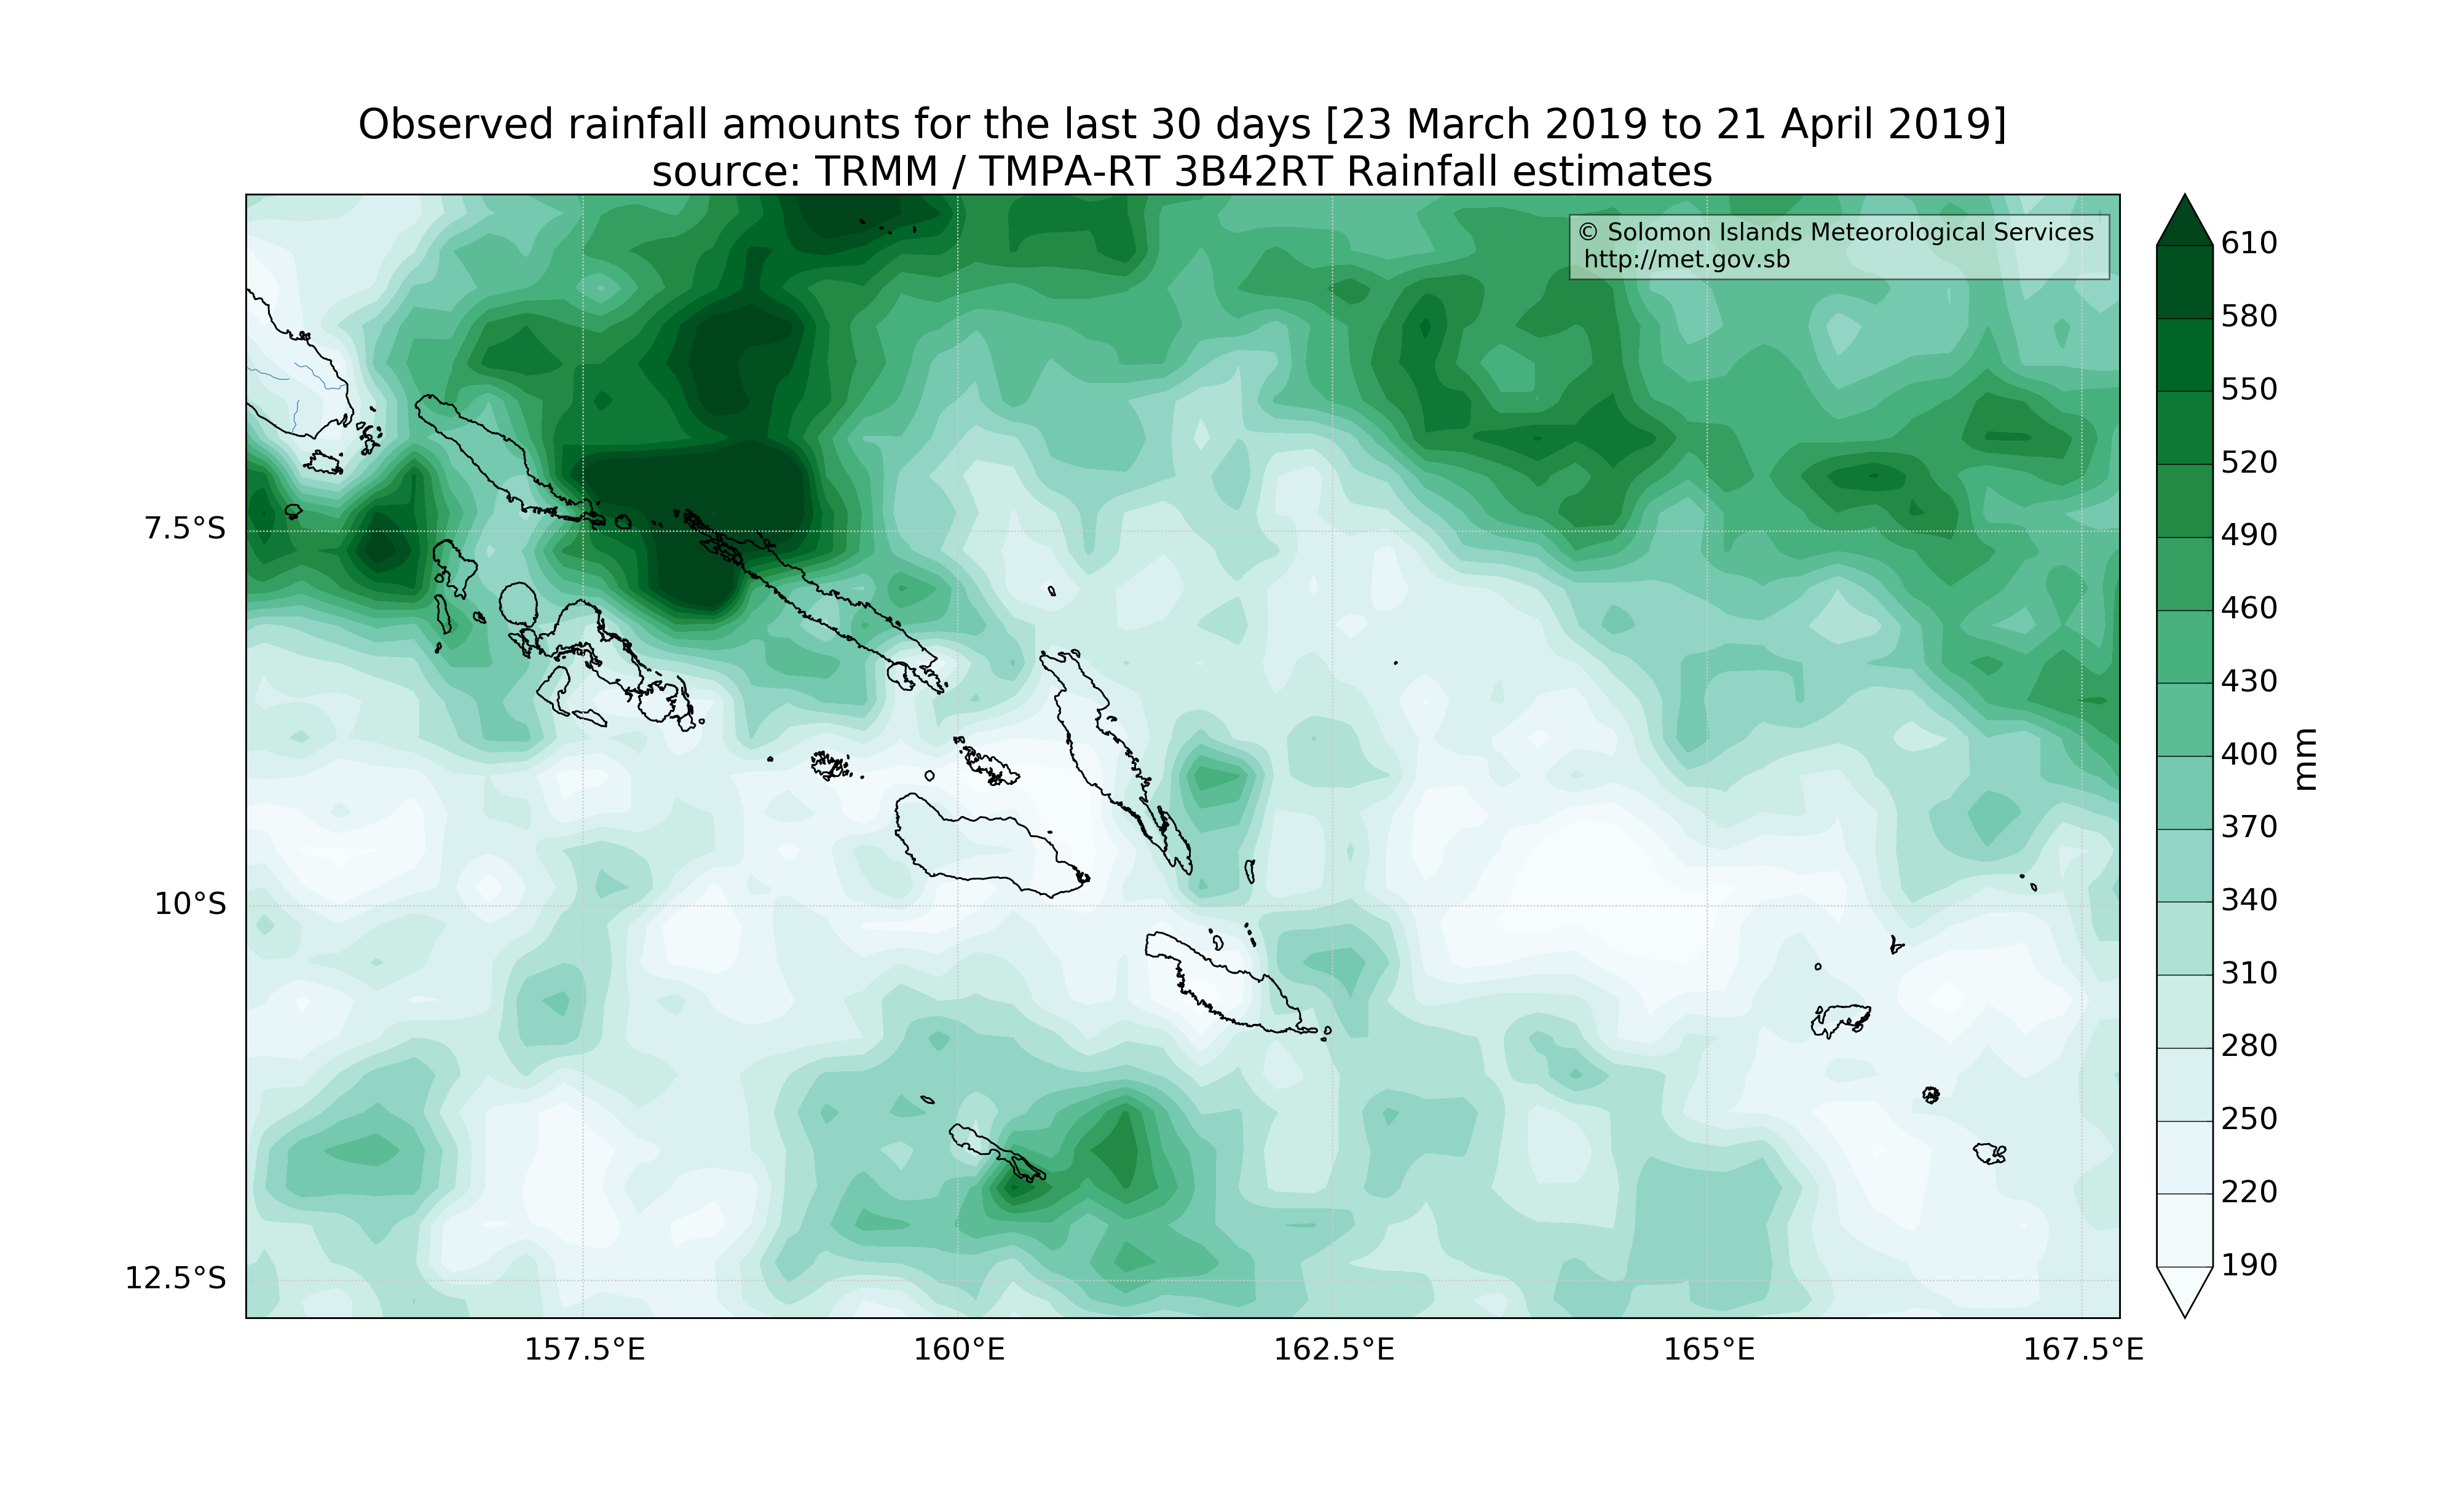 Observed rainfall amounts for the last 30 days [23 March 2019 to 21 April 2019]
source: TRMM / TMPA-RT 3B42RT Rainfall estimates
© Solomon Islands Meteorological Services
http://met.gov.sb
610
580
550
520
490
460
430
400
370
340
310
280
250
220
190
mm
7.5°S
10°S
12.5°S
157.5°E
160°E
162.5°E
165°E
167.5°E